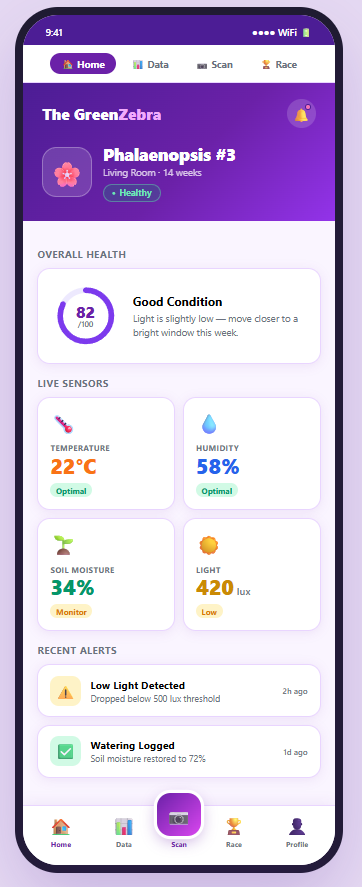 9:41
WiFi
Home
Data
Scan
Race
The GreenZebra
Phalaenopsis #3
Living Room · 14 weeks
• Healthy
OVERALL HEALTH
82
/100
Good Condition
Light is slightly low — move closer to a
bright window this week.
LIVE SENSORS
TEMPERATURE
22°C
Optimal
HUMIDITY
58%
Optimal
SOIL MOISTURE
34%
Monitor
LIGHT
420 lux
Low
RECENT ALERTS
Low Light Detected
Dropped below 500 lux threshold
2h ago
Watering Logged
Soil moisture restored to 72%
1d ago
Home
Data
Scan
Race
Profile